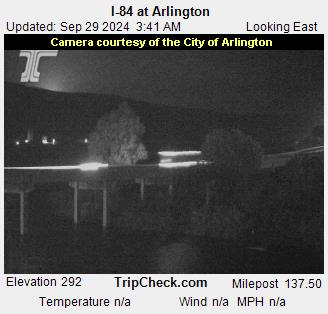 I-84 at Arlington
Updated: Sep 29 2024 3:41 AM Looking East
Camera courtesy of the City of Arlington
Elevation 292 TripCheck.com Milepost 137.50
Temperature n/a Wind n/a MPH n/a